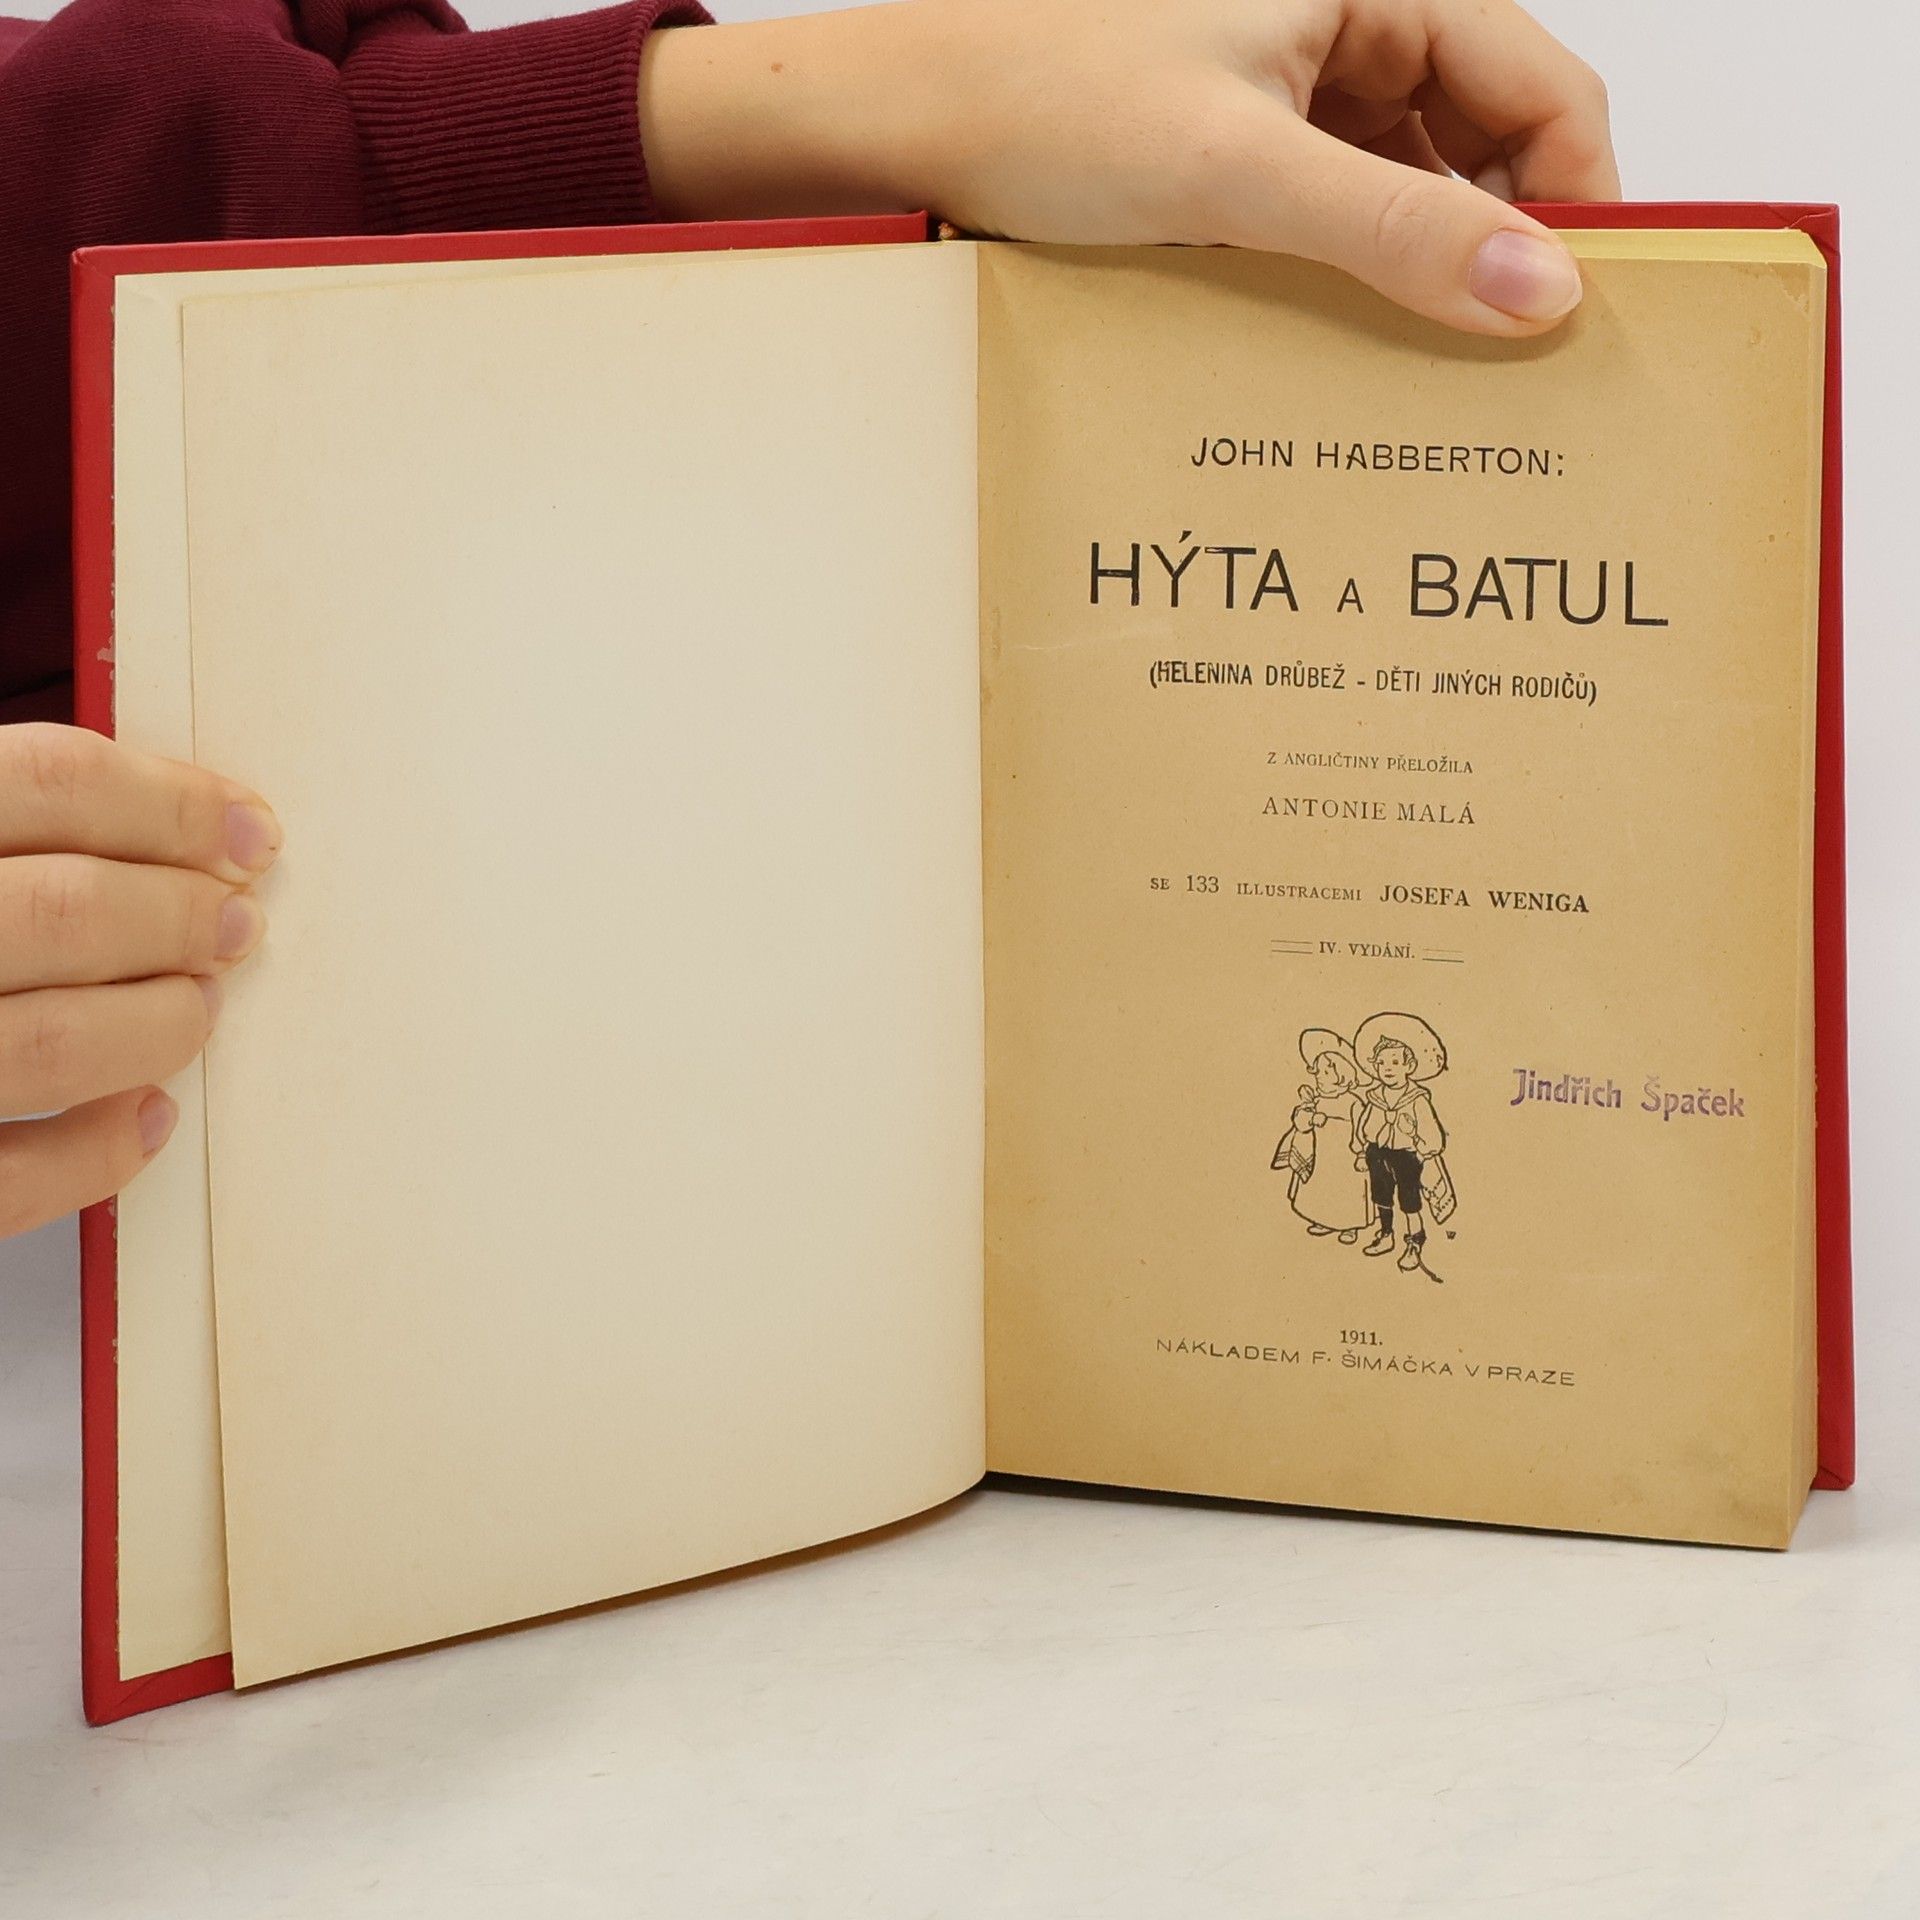 JOHN HABBERTON:
HÝTA A BATUL
(HELENINA DRŮBEŽ - DĚTI JINÝCH RODIČŮ)
Z ANGLIČTINY PŘELOŽILA
ANTONIE MALÁ
SE 133 ILLUSTRACEMI JOSEFA WENIGA
IV. VYDÁNÍ.
Jindřich Špaček
W
1911.
NÁKLADEM F. ŠIMÁČKA V PRAZE